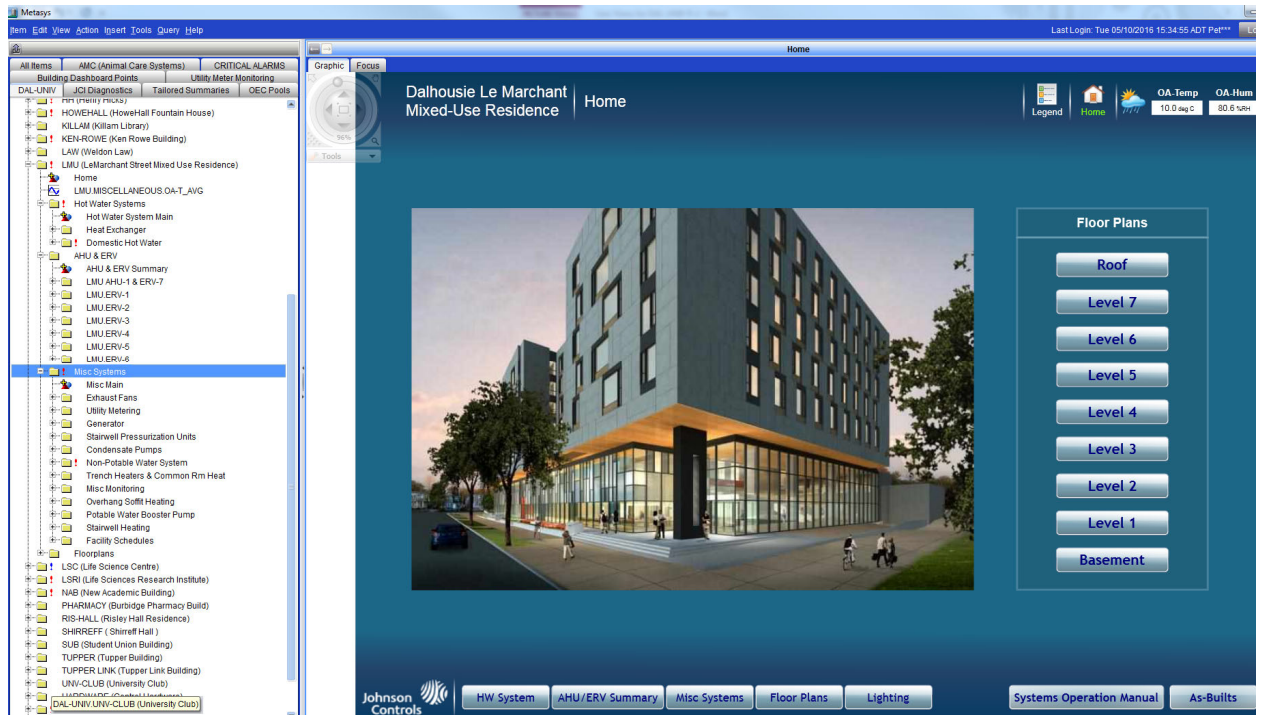 Metasys
Item Edit View Action Insert Tools Query Help
Last Login: Tue 05/10/2016 15:34:55 ADT Pet***
Home
All Items
AMC (Animal Care Systems)
CRITICAL ALARMS
Building Dashboard Points
Utility Meter Monitoring
DAL-UNIV
JCI Diagnostics
Tailored Summaries
OEC Pools
HH (Henry Hicks)
HOWEHALL (HoweHall Fountain House)
KILLAM (Killam Library)
KEN-ROWE (Ken Rowe Building)
LAW (Weldon Law)
LMU (LeMarchant Street Mixed Use Residence)
Home
LMU.MISCELLANEOUS.OA-T_AVG
Hot Water Systems
Hot Water System Main
Heat Exchanger
Domestic Hot Water
AHU & ERV
AHU & ERV Summary
LMU AHU-1 & ERV-7
LMU.ERV-1
LMU.ERV-2
LMU.ERV-3
LMU.ERV-4
LMU.ERV-5
LMU.ERV-6
Misc Systems
Misc Main
Exhaust Fans
Utility Metering
Generator
Stairwell Pressurization Units
Condensate Pumps
Non-Potable Water System
Trench Heaters & Common Rm Heat
Misc Monitoring
Overhang Soffit Heating
Potable Water Booster Pump
Stairwell Heating
Facility Schedules
Floorplans
LSC (Life Science Centre)
LSRI (Life Sciences Research Institute)
NAB (New Academic Building)
PHARMACY (Burbidge Pharmacy Build)
RIS-HALL (Risley Hall Residence)
SHIRREFF ( Shirreff Hall )
SUB (Student Union Building)
TUPPER (Tupper Building)
TUPPER LINK (Tupper Link Building)
UNV-CLUB (University Club)
HARDWARE (Control Hardware)
DAL-UNIV.UNV-CLUB (University Club)
Graphic
Focus
96%
Tools
Dalhousie Le Marchant
Mixed-Use Residence
Home
Legend
Home
OA-Temp
10.0 deg C
OA-Hum
80.6 %RH
Floor Plans
Roof
Level 7
Level 6
Level 5
Level 4
Level 3
Level 2
Level 1
Basement
Johnson
Controls
HW System
AHU/ERV Summary
Misc Systems
Floor Plans
Lighting
Systems Operation Manual
As-Builts